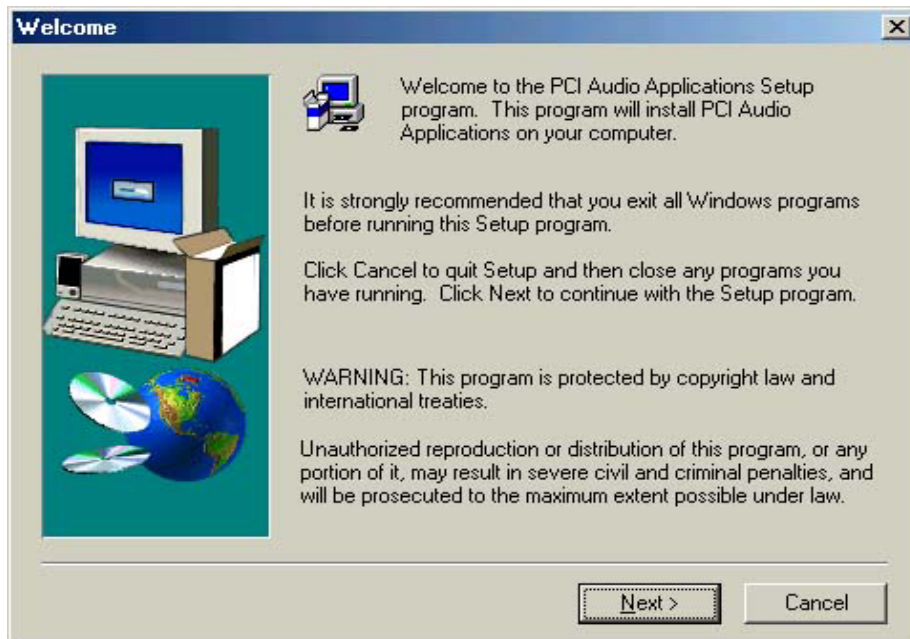 Welcome
Welcome to the PCI Audio Applications Setup
program.  This program will install PCI Audio
Applications on your computer.
It is strongly recommended that you exit all Windows programs
before running this Setup program.
Click Cancel to quit Setup and then close any programs you
have running.  Click Next to continue with the Setup program.
WARNING: This program is protected by copyright law and
international treaties.
Unauthorized reproduction or distribution of this program, or any
portion of it, may result in severe civil and criminal penalties, and
will be prosecuted to the maximum extent possible under law.
Next >
Cancel